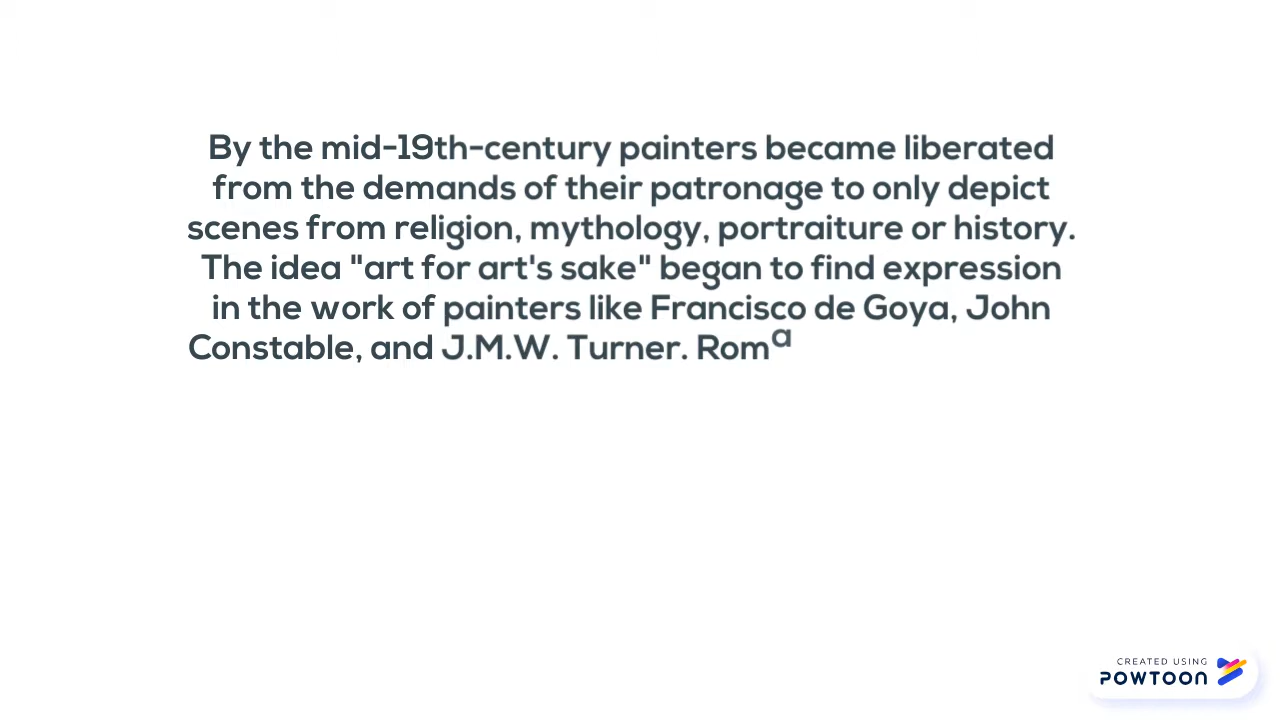 By the mid-19th-century painters became liberated
from the demands of their patronage to only depict
scenes from religion, mythology, portraiture or history.
The idea "art for art's sake" began to find expression
in the work of painters like Francisco de Goya, John
Constable, and J.M.W. Turner. Roma
CREATED USING
POWTOON